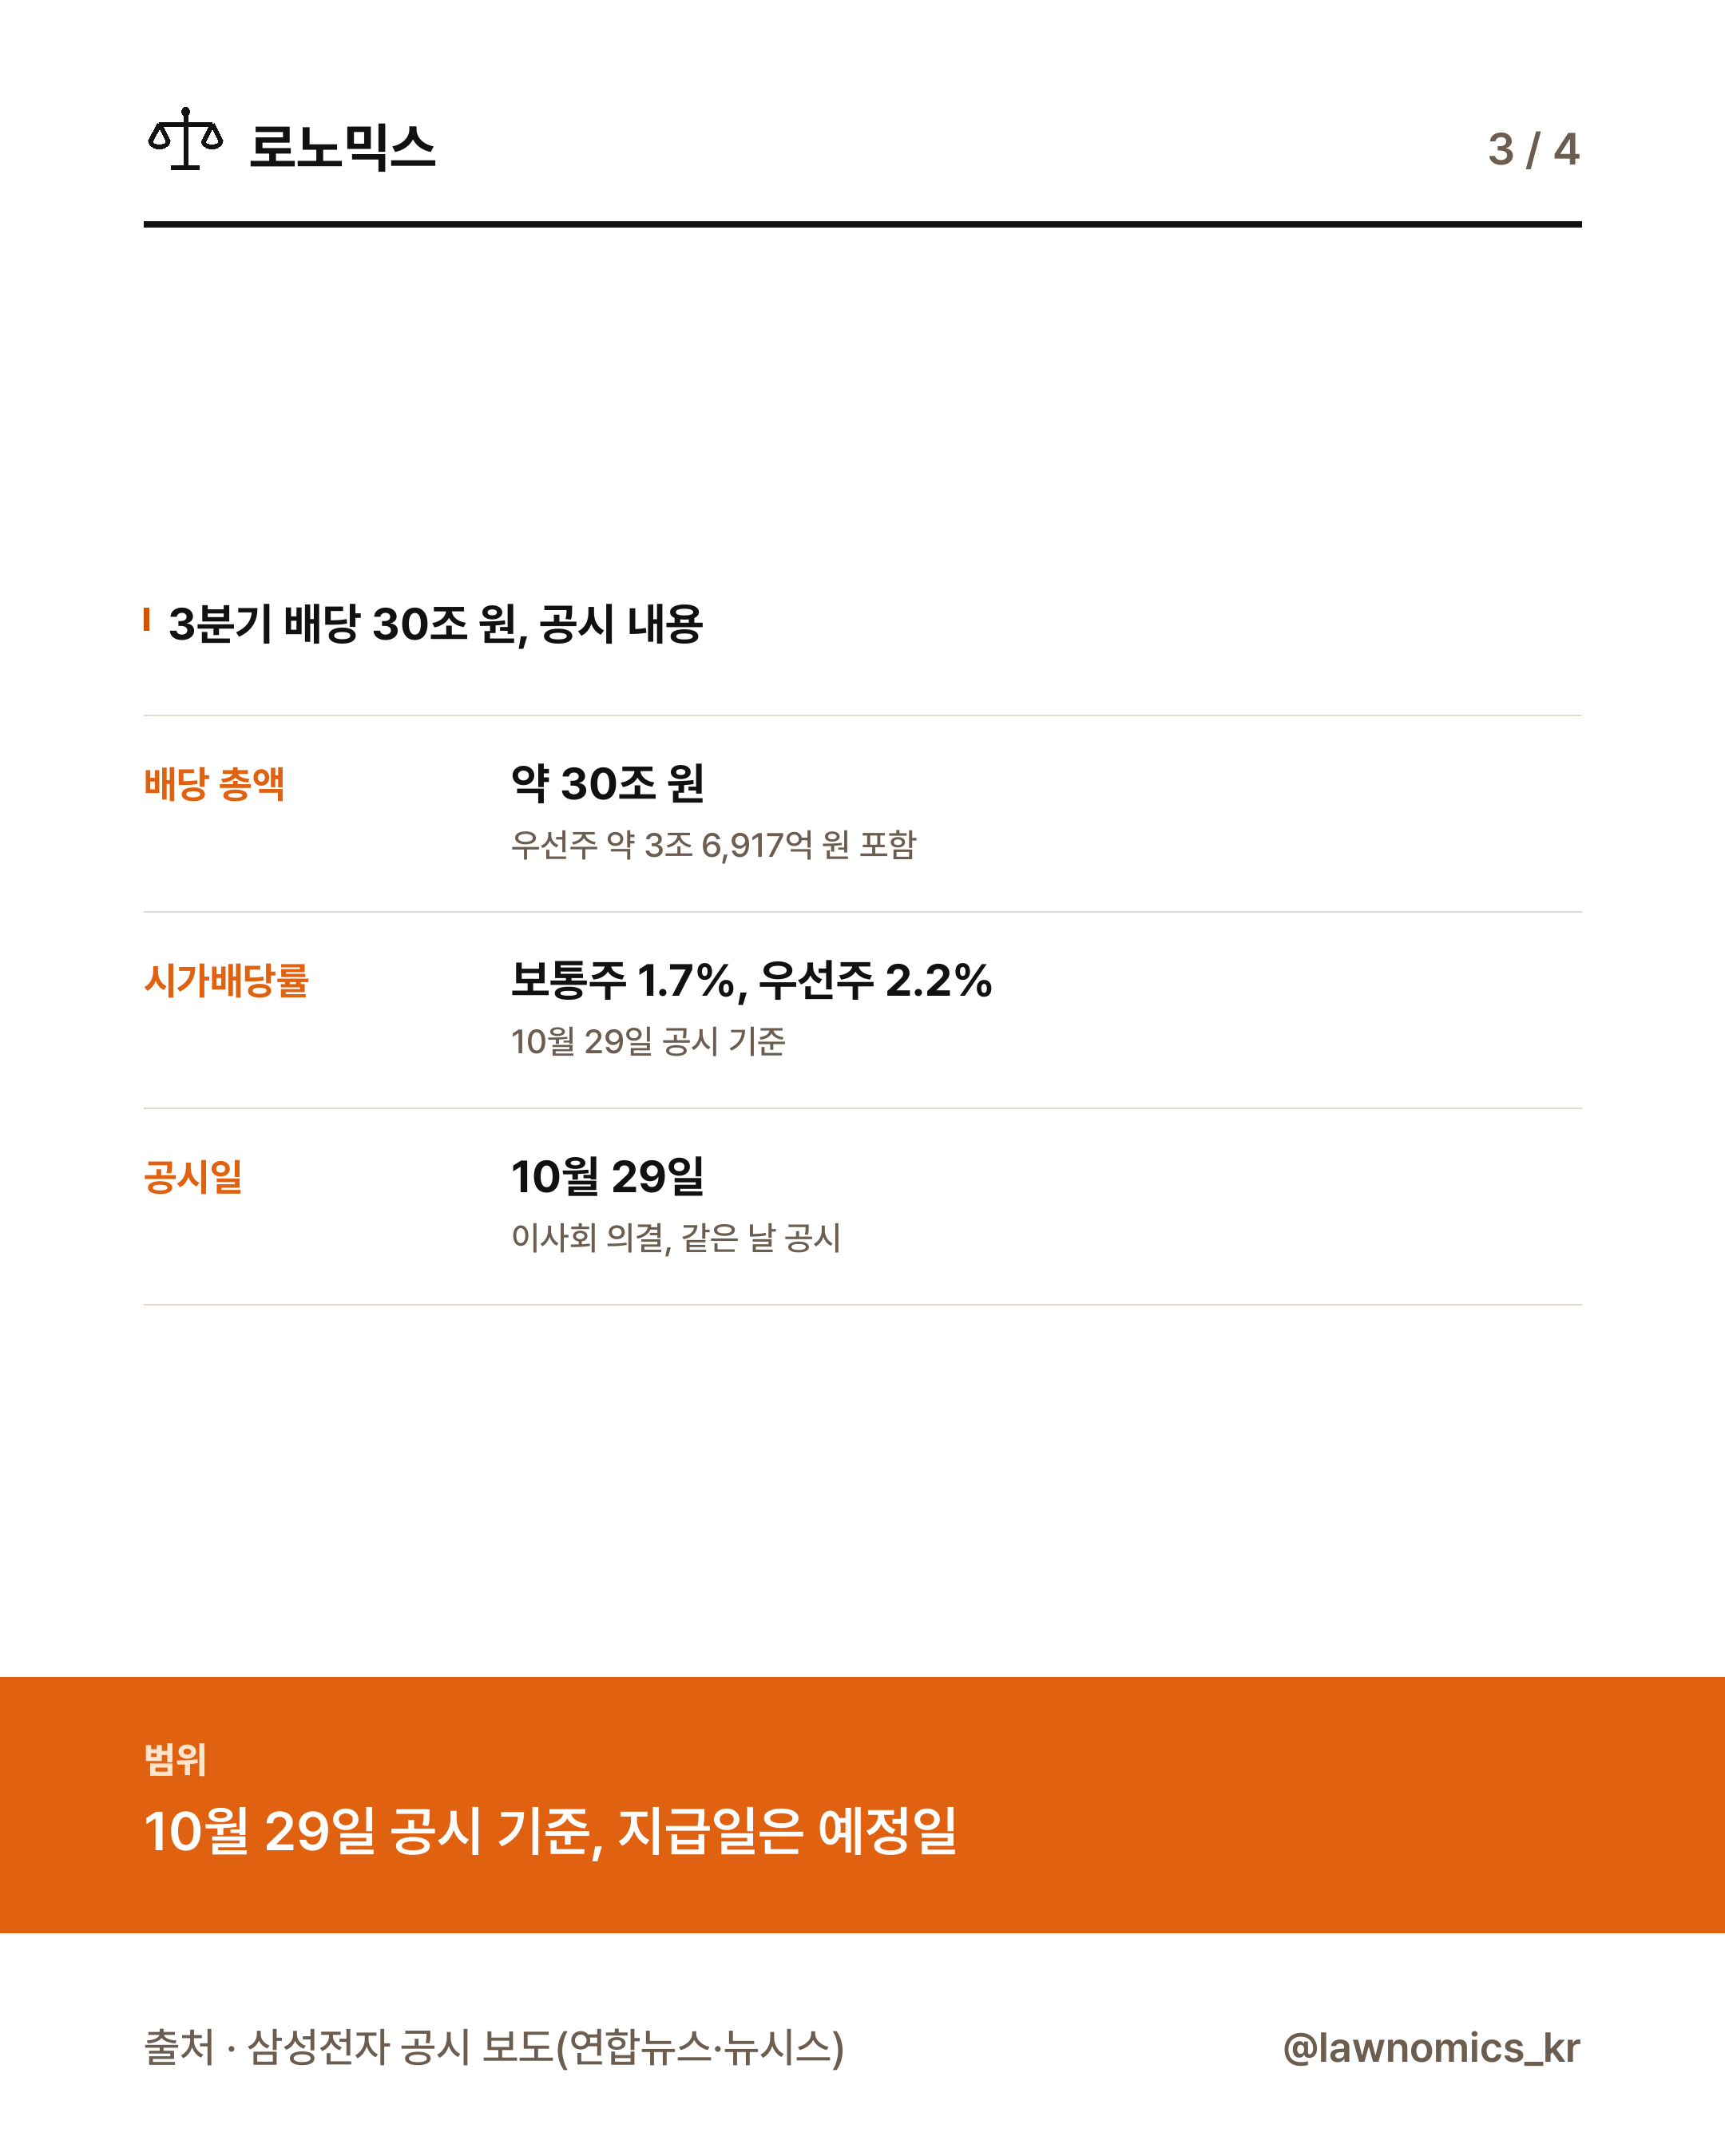 로노믹스
3 / 4
3분기 배당 30조 원, 공시 내용
배당 총액
약 30조 원
우선주 약 3조 6,917억 원 포함
시가배당률
보통주 1.7%, 우선주 2.2%
10월 29일 공시 기준
공시일
10월 29일
이사회 의결, 같은 날 공시
범위
10월 29일 공시 기준, 지급일은 예정일
출처 · 삼성전자 공시 보도(연합뉴스·뉴시스)
@lawnomics_kr